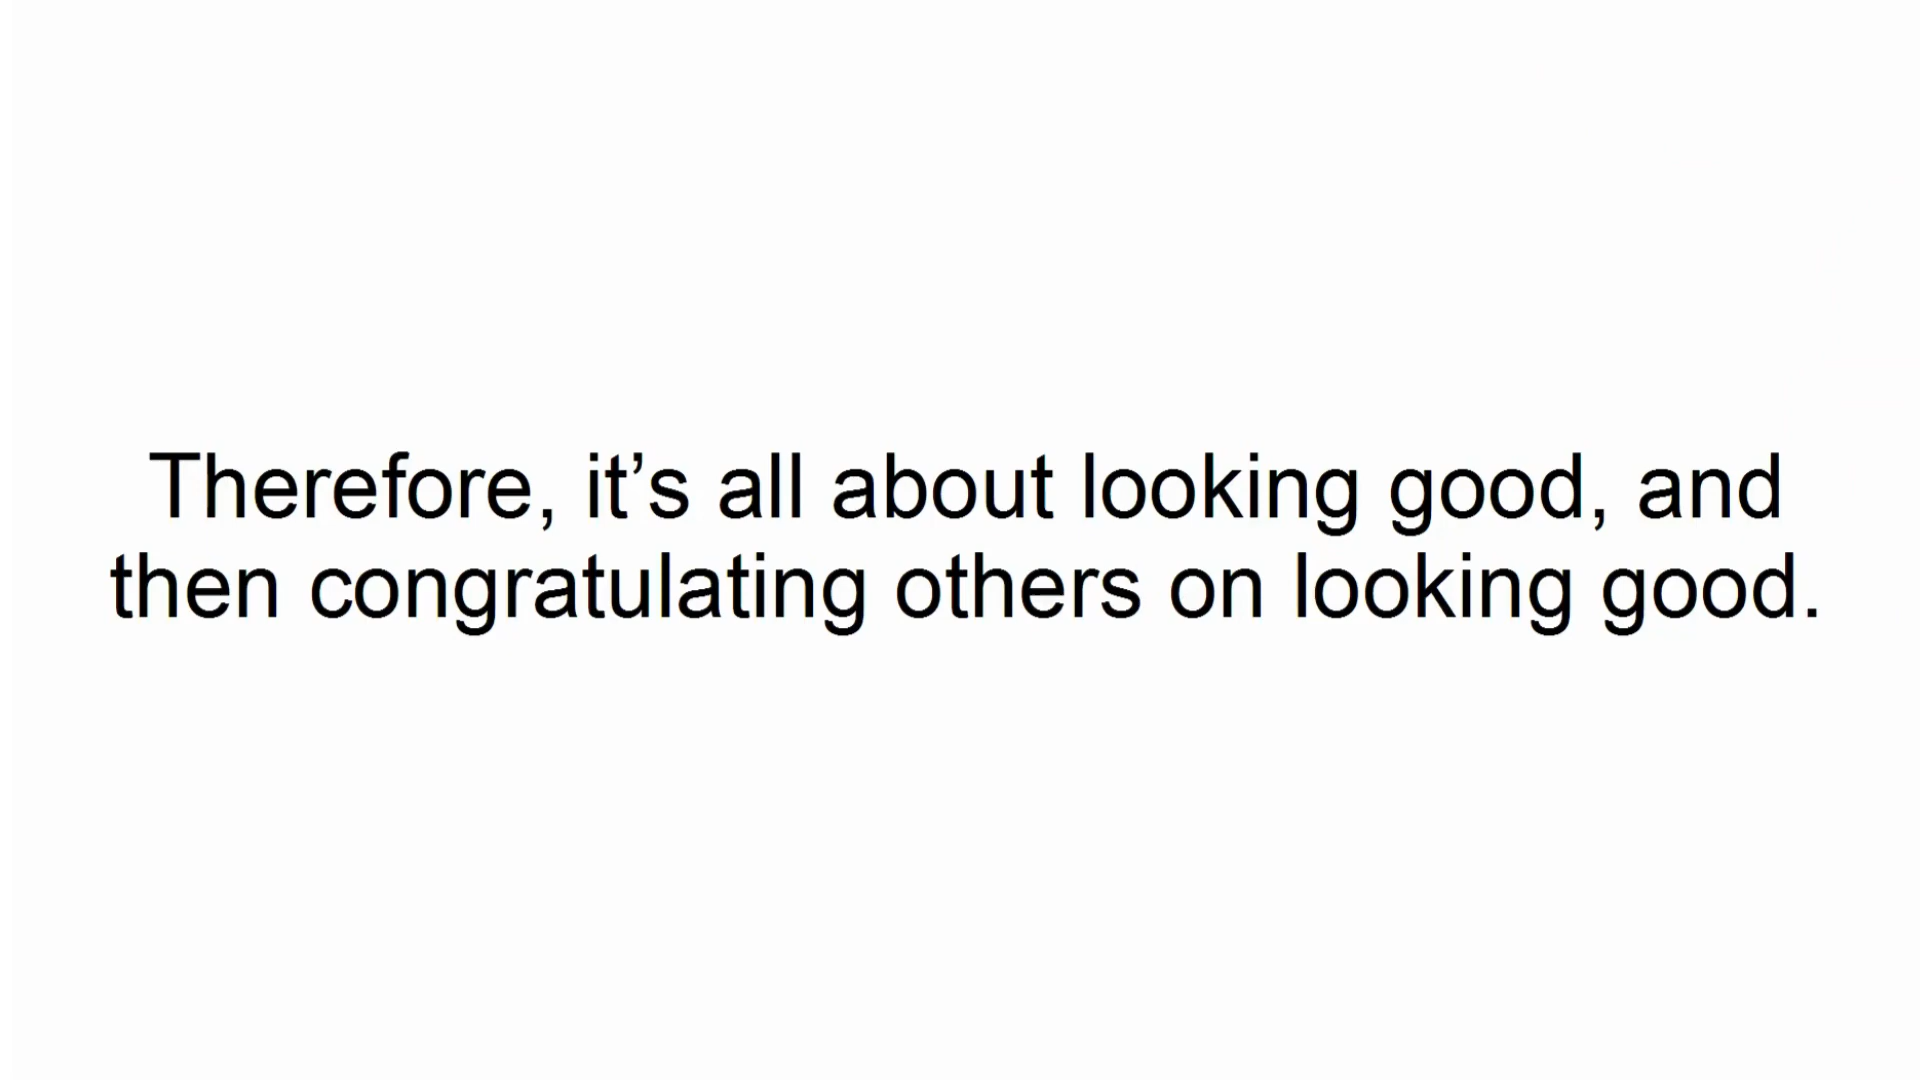 Therefore, it’s all about looking good, and
then congratulating others on looking good.